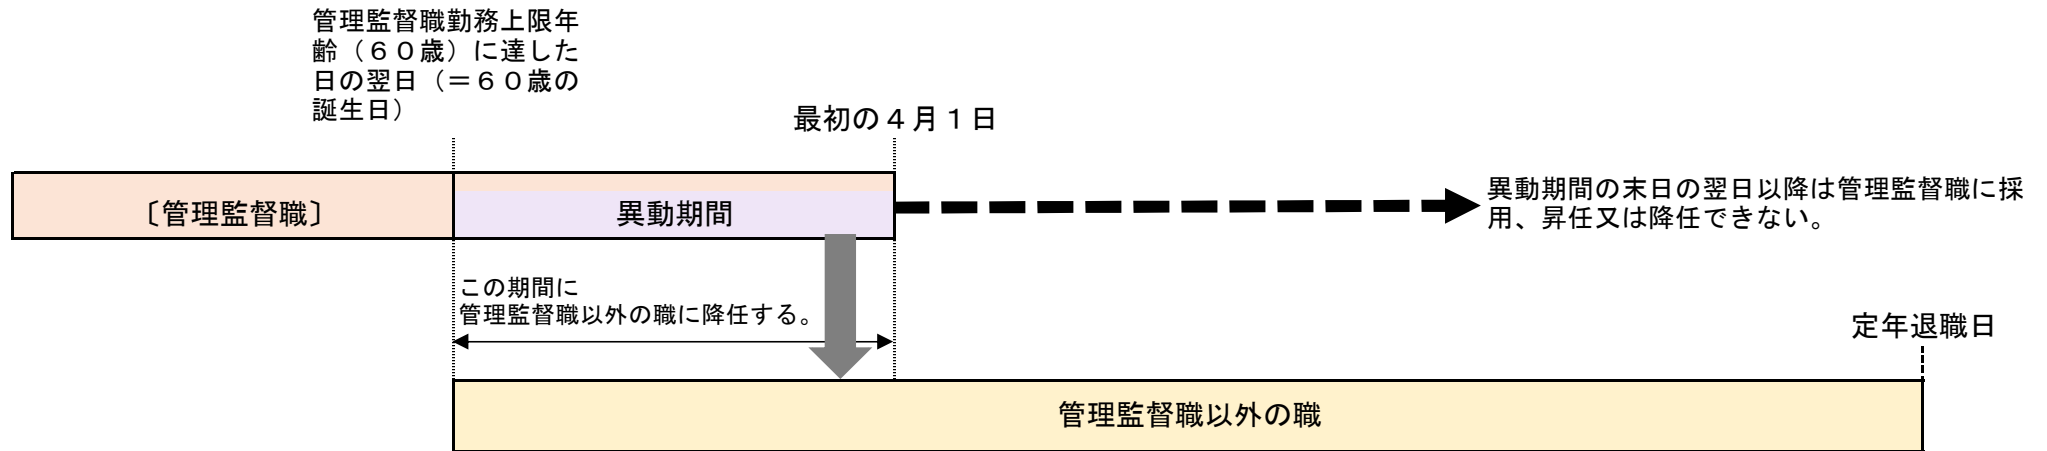 管理監督職勤務上限年
齢（６０歳）に達した
日の翌日（＝６０歳の
誕生日）
最初の４月１日
〔管理監督職〕
異動期間
異動期間の末日の翌日以降は管理監督職に採
用、昇任又は降任できない。
この期間に
管理監督職以外の職に降任する。
定年退職日
管理監督職以外の職